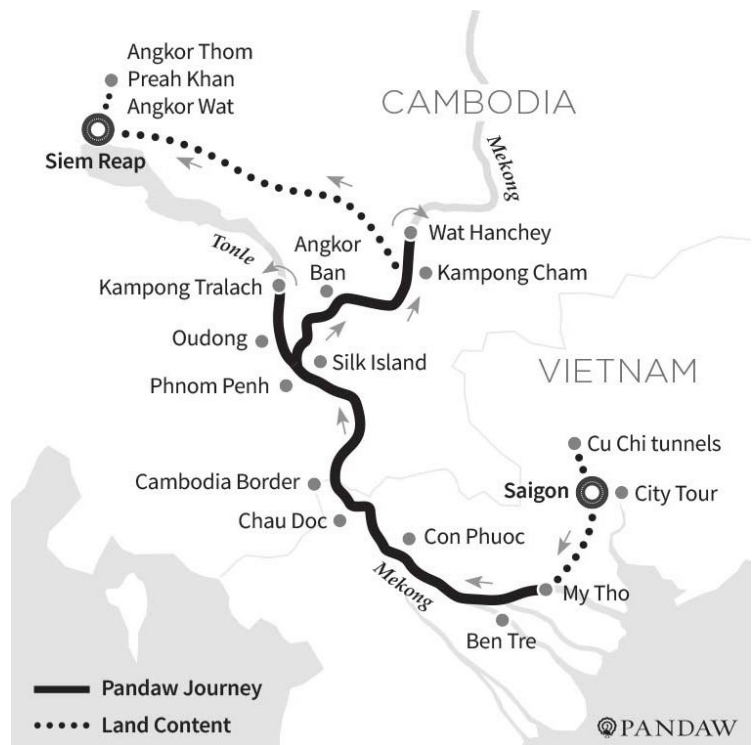 Angkor Thom
Preah Khan
Angkor Wat
CAMBODIA
Siem Reap
Mekong
Wat Hanchey
Tonle
Angkor
Ban
Kampong Cham
Kampong Tralach
Oudong
Silk Island
VIETNAM
Phnom Penh
Cu Chi tunnels
Cambodia Border
Saigon
City Tour
Chau Doc
Con Phuoc
Mekong
My Tho
Ben Tre
Pandaw Journey
Land Content
PANDAW